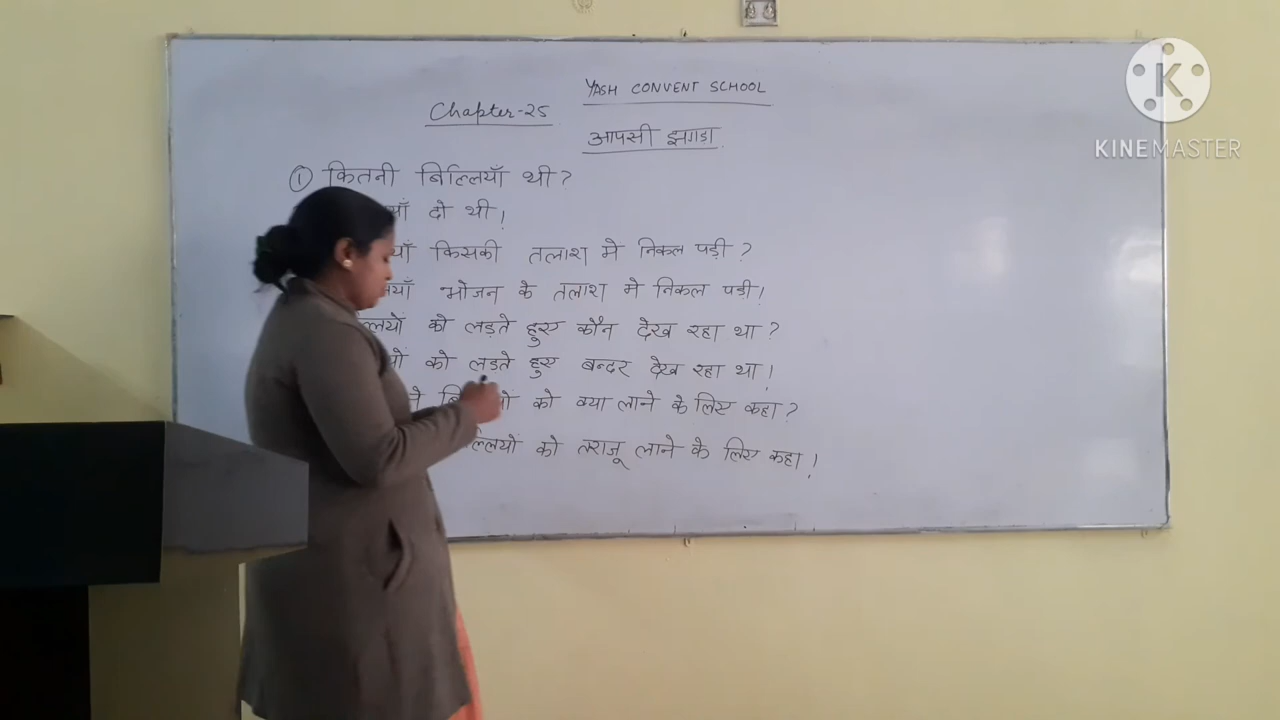 YASH CONVENT SCHOOL
Chapter-25
आपसी झगडा
① कितनी बिल्लियाँ थी?
दो थी!
किसकी तलाश मे निकल पड़ी?
भोजन के तलाश मे निकल पडी!
को लड़ते हुए कौन देख रहा था?
को लडते हुए बन्दर देख रहा था!
को क्या लाने के लिए कहा?
को तराजू लाने के लिए कहा!
K
KINEMASTER